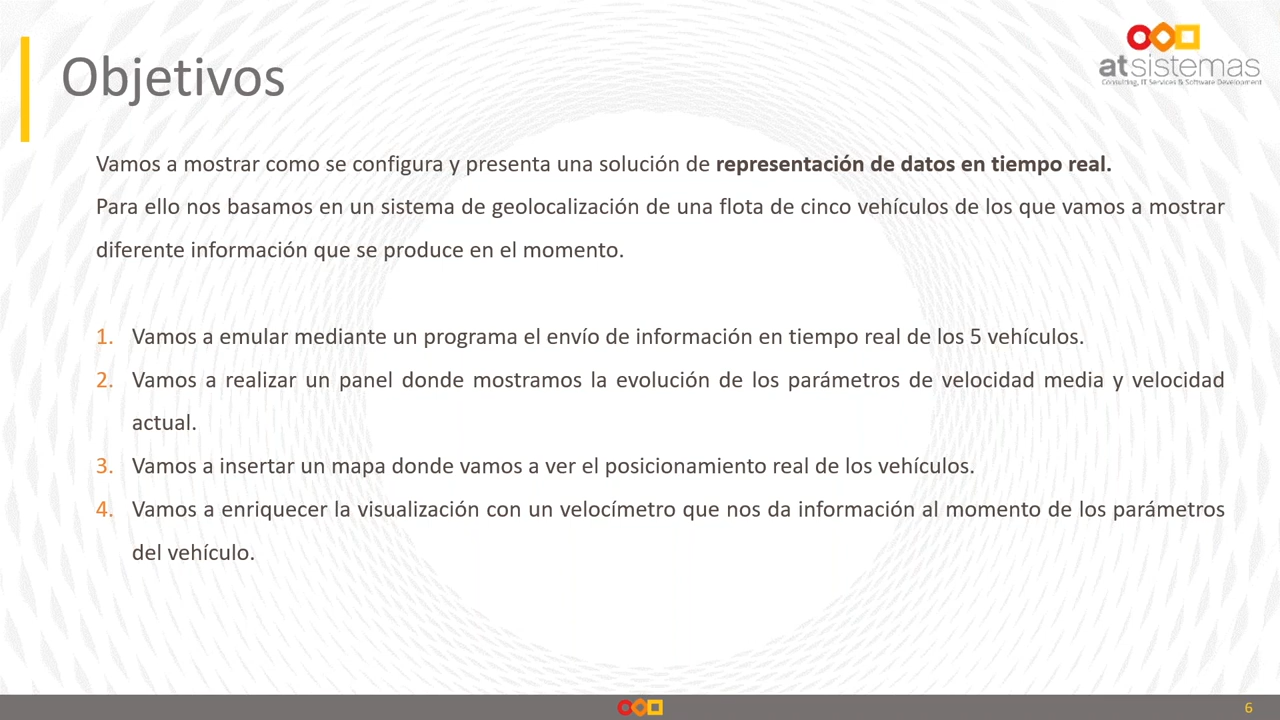 Objetivos
atsistemas
Consulting, IT Services & Software Development
Vamos a mostrar como se configura y presenta una solución de representación de datos en tiempo real.
Para ello nos basamos en un sistema de geolocalización de una flota de cinco vehículos de los que vamos a mostrar
diferente información que se produce en el momento.
1. Vamos a emular mediante un programa el envío de información en tiempo real de los 5 vehículos.
2. Vamos a realizar un panel donde mostramos la evolución de los parámetros de velocidad media y velocidad
actual.
3. Vamos a insertar un mapa donde vamos a ver el posicionamiento real de los vehículos.
4. Vamos a enriquecer la visualización con un velocímetro que nos da información al momento de los parámetros
del vehículo.
6